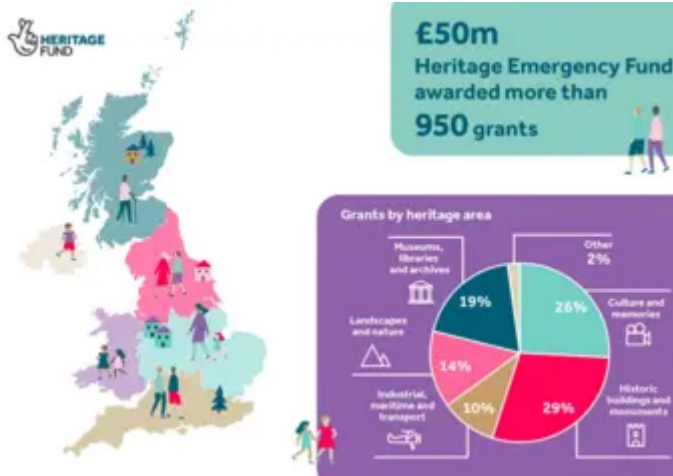 HERITAGE
FUND
£50m
Heritage Emergency Fund
awarded more than
950 grants
Grants by heritage area
Museums,
libraries
and archives
19%
Other
2%
26%
Culture and
memories
Landscapes
and nature
14%
Industrial,
maritime and
transport
10%
29%
Historic
buildings and
monuments